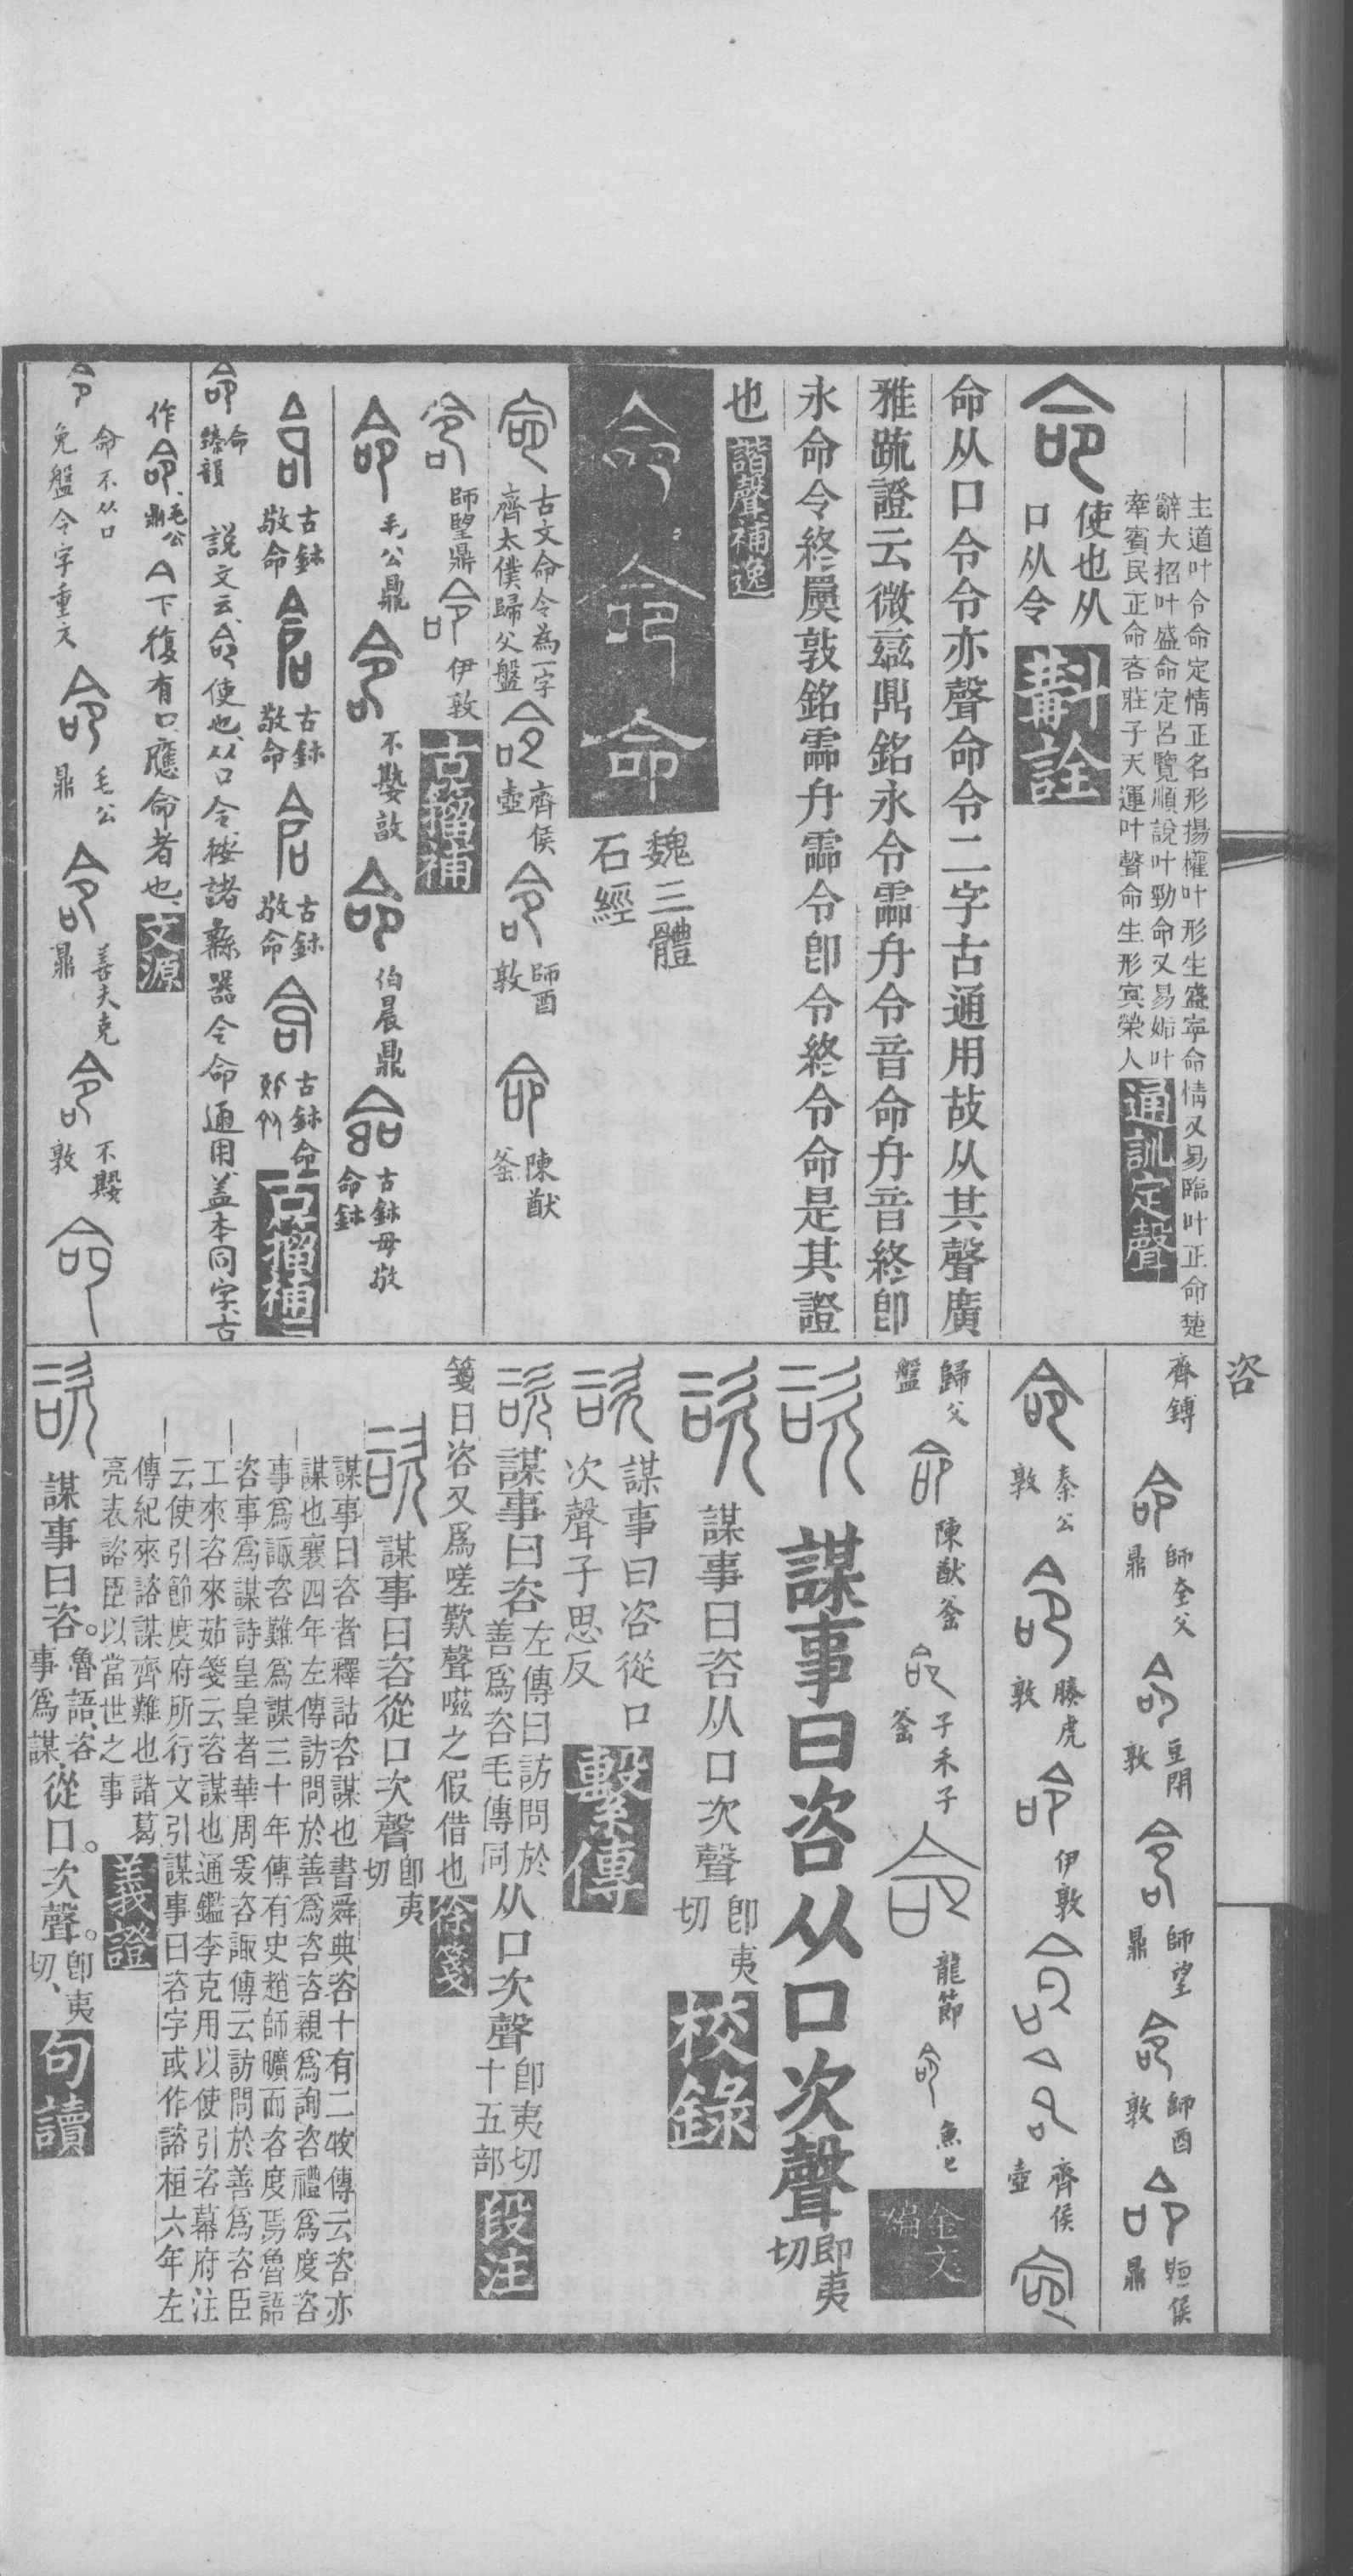 主道叶令命定情正名形揚權叶形生盛寧命情又易臨叶正命楚
辭大招叶盛命定呂覽順說叶勁命又易姤叶
牽賓民正命吝莊子天運叶聲命生形㝠榮人
通訓定聲
使也从
口从令
斠詮
命从口令令亦聲命令二字古通用故从其聲廣
雅疏證云微䜌鼎銘永令霝冄令音命冄音終卽
永命令終㞕敦銘霝冄霝令卽令終令命是其證
也
諧聲補逸
魏三體
石經
古文命令為一字
齊太僕歸父盤
齊侯
壺
師酉
敦
陳猷
釜
師望鼎
伊敦
古籀補
毛公鼎
不䙷敦
伯晨鼎
古鉢毋敬
命鉢
古鉢
敬命
古鉢
敬命
古鉢
敬命
古鉢命
古籀補
命
說文云命使也从口令按諸彝器令命通用蓋本同字古
作
毛公
鼎
A下復有口應命者也
文源
命不从口
免盤令字重文
毛公
鼎
善夫克
鼎
不䙷
敦
咨
齊鎛
師㚅父
鼎
豆閉
敦
師望
鼎
師酉
敦
鼎
秦公
敦
滕虎
敦
伊敦
齊侯
壺
歸父
盤
陳猷釜
子禾子
釜
龍節
魚匕
金文
編
謀事曰咨从口次聲
即夷
切
謀事曰咨从口次聲
卽夷
切
校錄
謀事曰咨從口
次聲子思反
繫傳
謀事曰咨
左傳曰訪問於
善爲咨毛傳同
从口次聲
卽夷切
十五部
段注
箋曰咨又爲嗟歎聲嗞之假借也
徐箋
謀事曰咨從口次聲
卽夷
切
謀事曰咨者釋詁咨謀也書舜典咨十有二牧傳云咨亦
謀也襄四年左傳訪問於善爲咨咨親爲詢咨禮爲度咨
事爲諏咨難爲謀三十年傳有史趙師曠而咨度焉魯語
咨事爲謀詩皇皇者華周爰咨諏傳云訪問於善爲咨臣
工來咨來茹箋云咨謀也通鑑李克用以使引咨幕府注
云使引節度府所行文引謀事曰咨字或作諮桓六年左
傳紀來諮謀齊難也諸葛
亮表諮臣以當世之事
義證
謀事曰咨。
魯語、咨
事爲謀
從口。次聲。
卽夷
切、
句讀